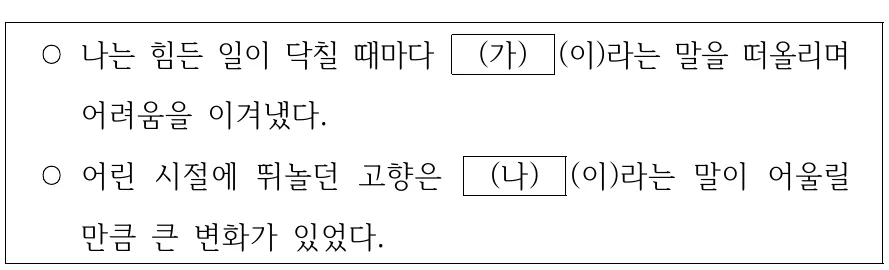 ○ 나는 힘든 일이 닥칠 때마다 (가) (이)라는 말을 떠올리며
어려움을 이겨냈다.
○ 어린 시절에 뛰놀던 고향은 (나) (이)라는 말이 어울릴
만큼 큰 변화가 있었다.